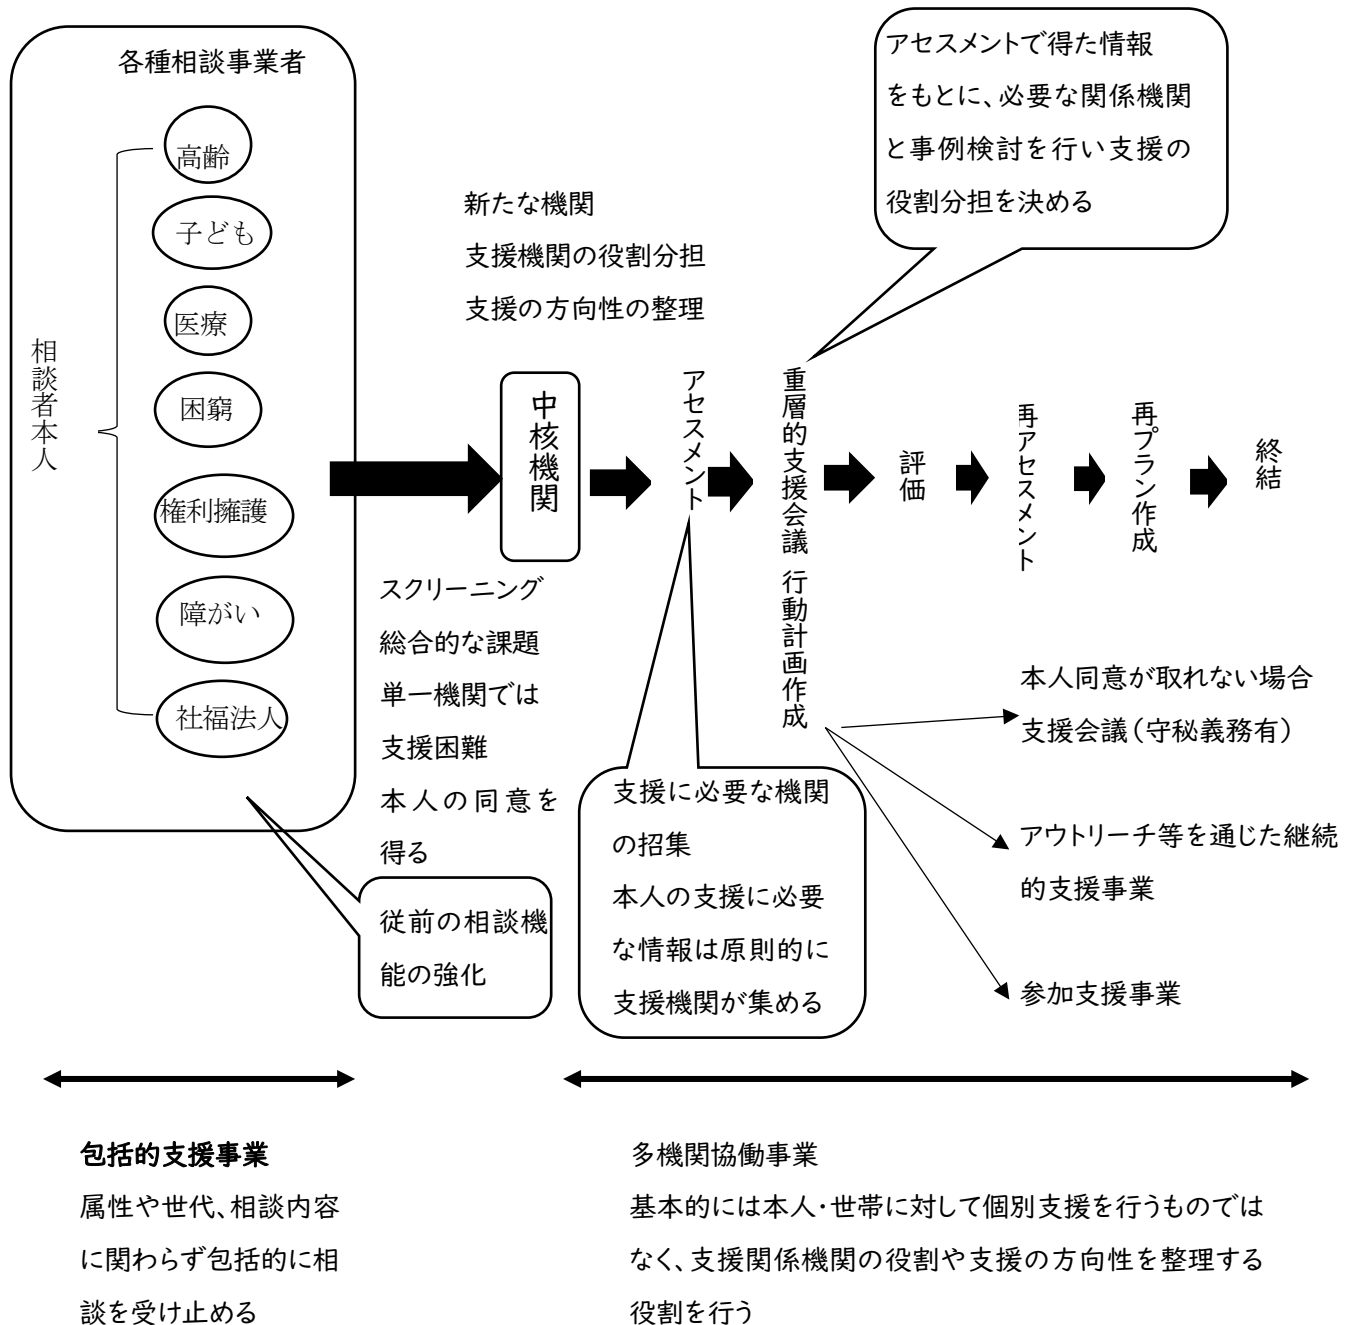 各種相談事業者
高齢
子ども
医療
困窮
権利擁護
障がい
社福法人
相談者本人
新たな機関
支援機関の役割分担
支援の方向性の整理
アセスメントで得た情報
をもとに、必要な関係機関
と事例検討を行い支援の
役割分担を決める
中核機関
アセスメント
重層的支援会議 行動計画作成
評価
再アセスメント
再プラン作成
終結
スクリーニング
総合的な課題
単一機関では
支援困難
本人の同意を
得る
従前の相談機
能の強化
支援に必要な機関
の招集
本人の支援に必要
な情報は原則的に
支援機関が集める
本人同意が取れない場合
支援会議（守秘義務有）
アウトリーチ等を通じた継続
的支援事業
参加支援事業
包括的支援事業
属性や世代、相談内容
に関わらず包括的に相
談を受け止める
多機関協働事業
基本的には本人・世帯に対して個別支援を行うものでは
なく、支援関係機関の役割や支援の方向性を整理する
役割を行う